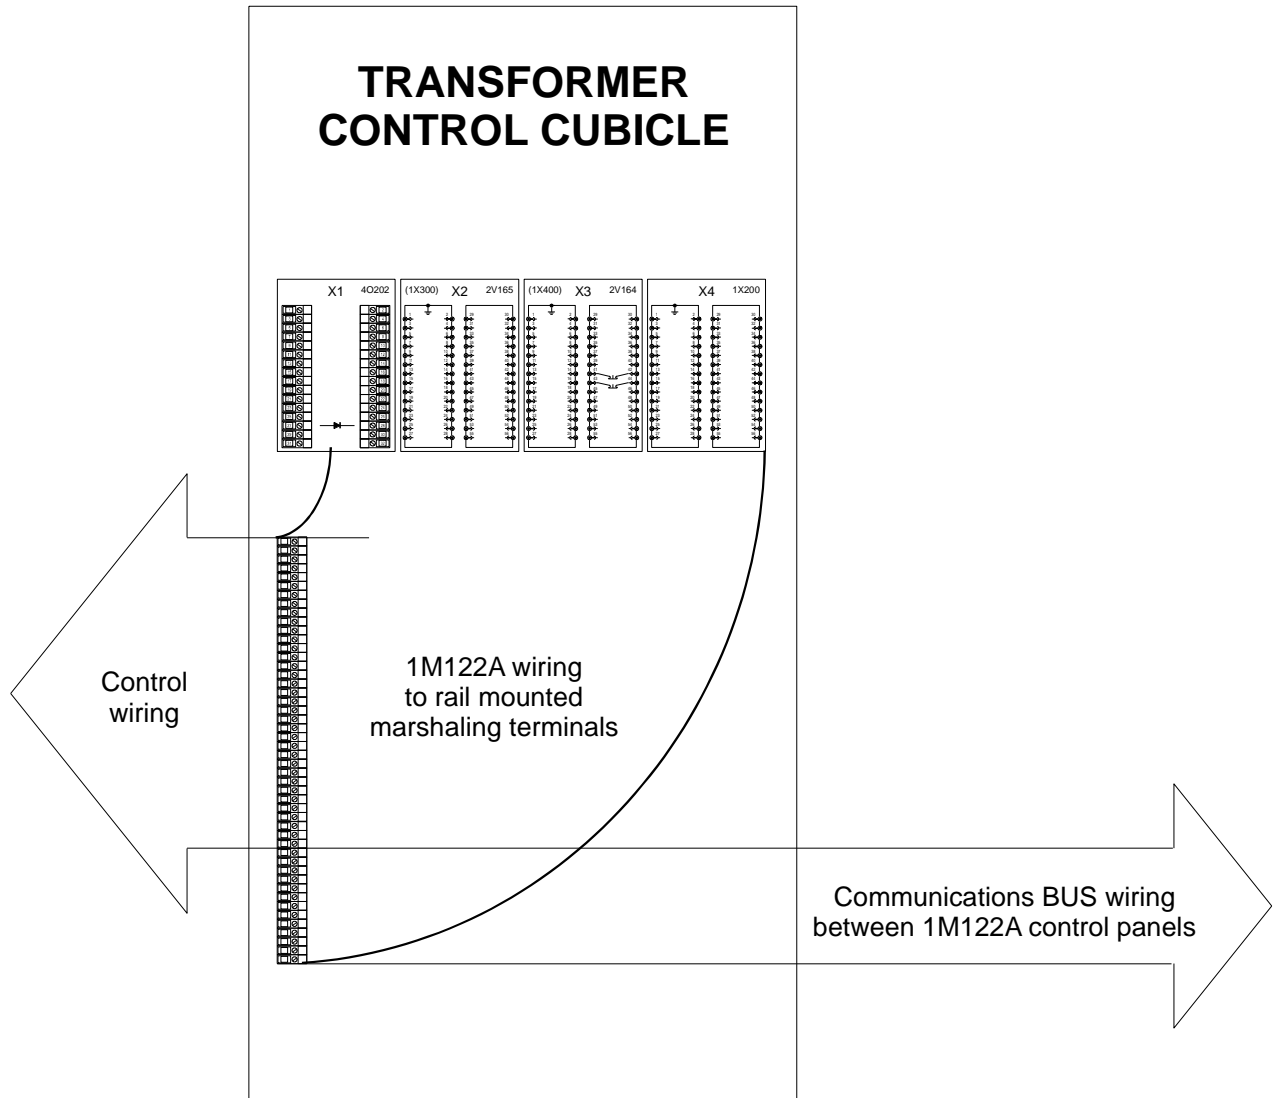 TRANSFORMER
CONTROL CUBICLE
X1 4O202
(1X300) X2 2V165
(1X400) X3 2V164
X4 1X200
Control
wiring
1M122A wiring
to rail mounted
marshaling terminals
Communications BUS wiring
between 1M122A control panels